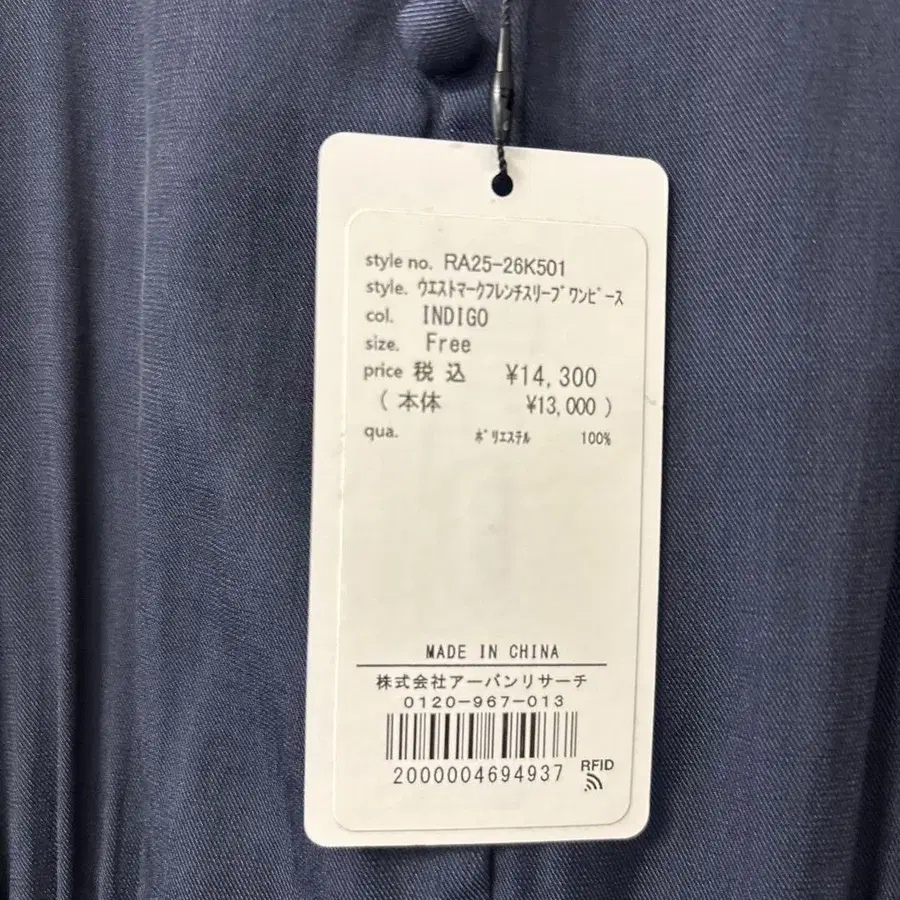 style no. RA25-26K501
style. ｳｴｽﾄﾏｰｸﾌﾚﾝﾁｽﾘｰﾌﾞﾜﾝﾋﾟｰｽ
col. INDIGO
size. Free
price 税込 ¥14,300
(本体 ¥13,000)
qua. ﾎﾟﾘｴｽﾃﾙ 100%
MADE IN CHINA
株式会社アーバンリサーチ
0120-967-013
2000004694937
RFID